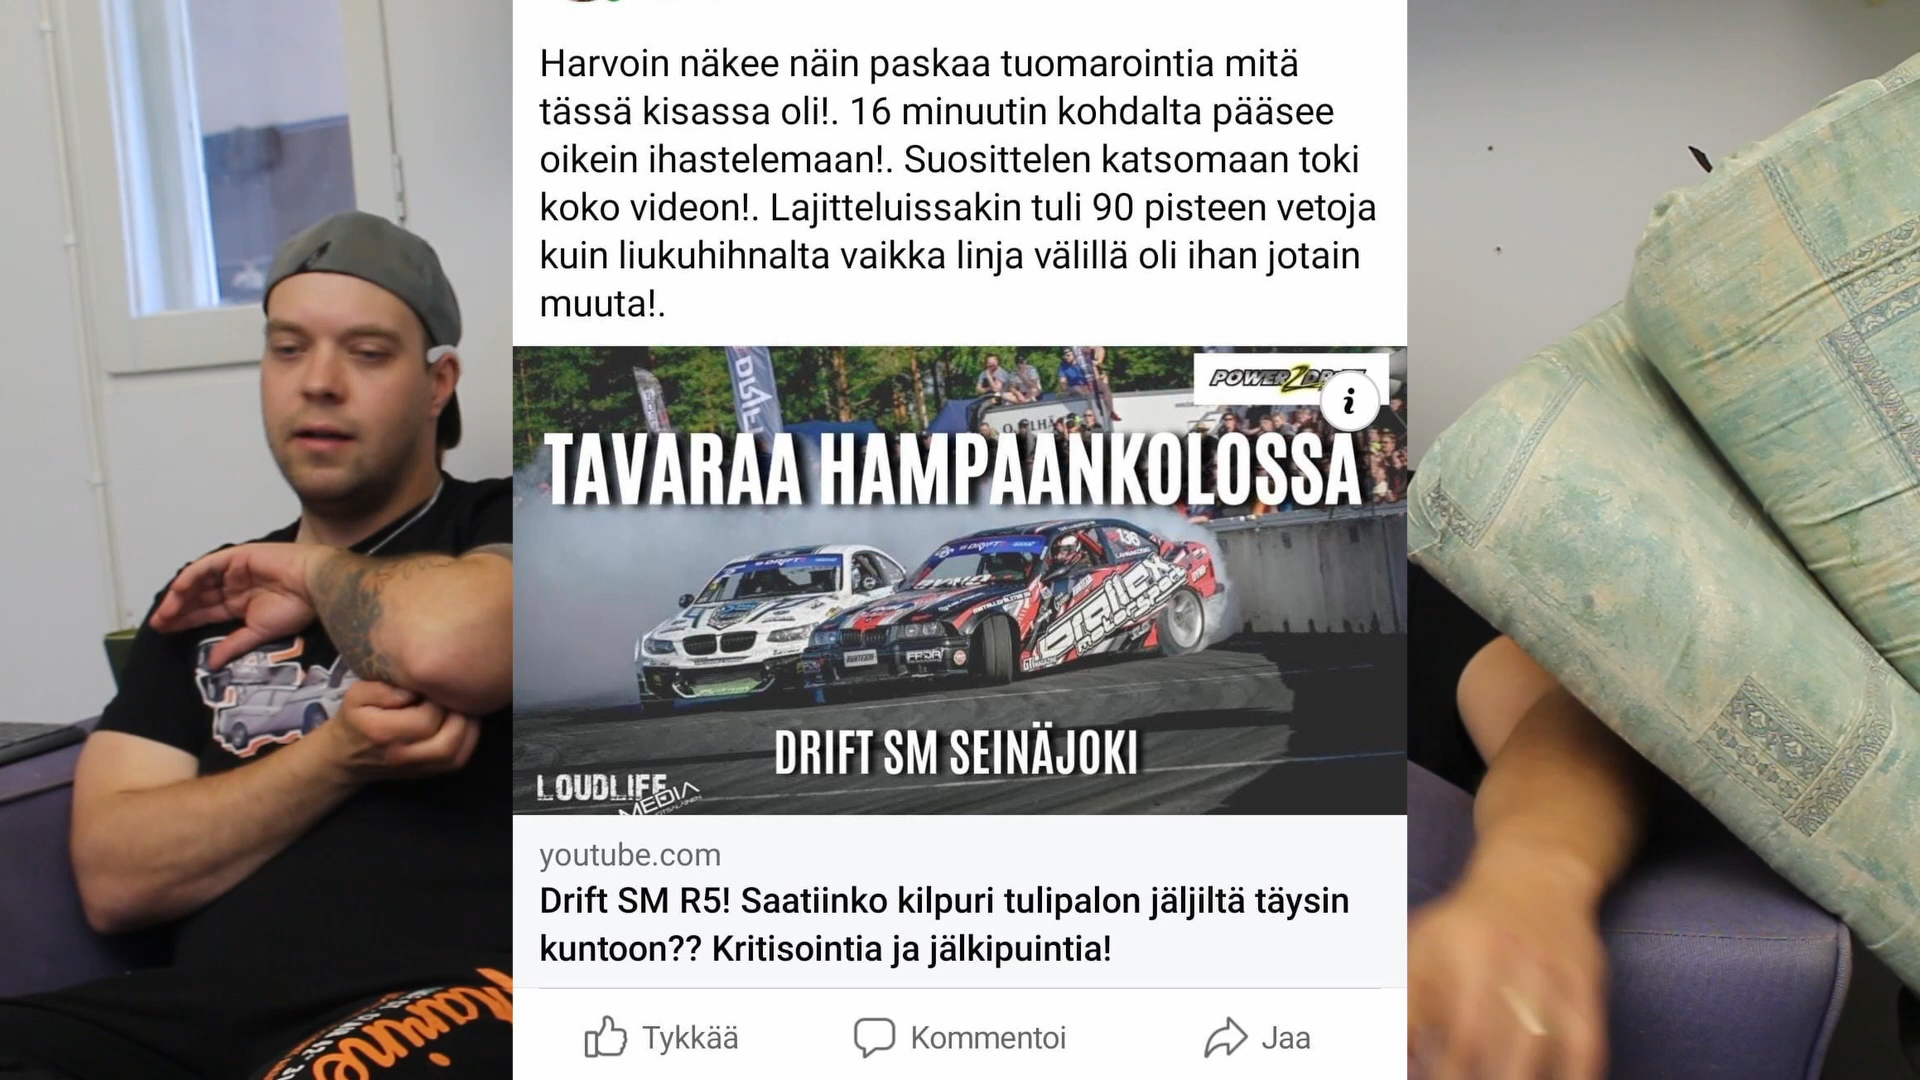 Harvoin näkee näin paskaa tuomarointia mitä
tässä kisassa oli!. 16 minuutin kohdalta pääsee
oikein ihastelemaan!. Suosittelen katsomaan toki
koko videon!. Lajitteluissakin tuli 90 pisteen vetoja
kuin liukuhihnalta vaikka linja välillä oli ihan jotain
muuta!.
i
TAVARAA HAMPAANKOLOSSA
DRIFT SM SEINÄJOKI
LOUDLIFE
MEDIA
youtube.com
Drift SM R5! Saatiinko kilpuri tulipalon jäljiltä täysin
kuntoon?? Kritisointia ja jälkipuintia!
Tykkää
Kommentoi
Jaa